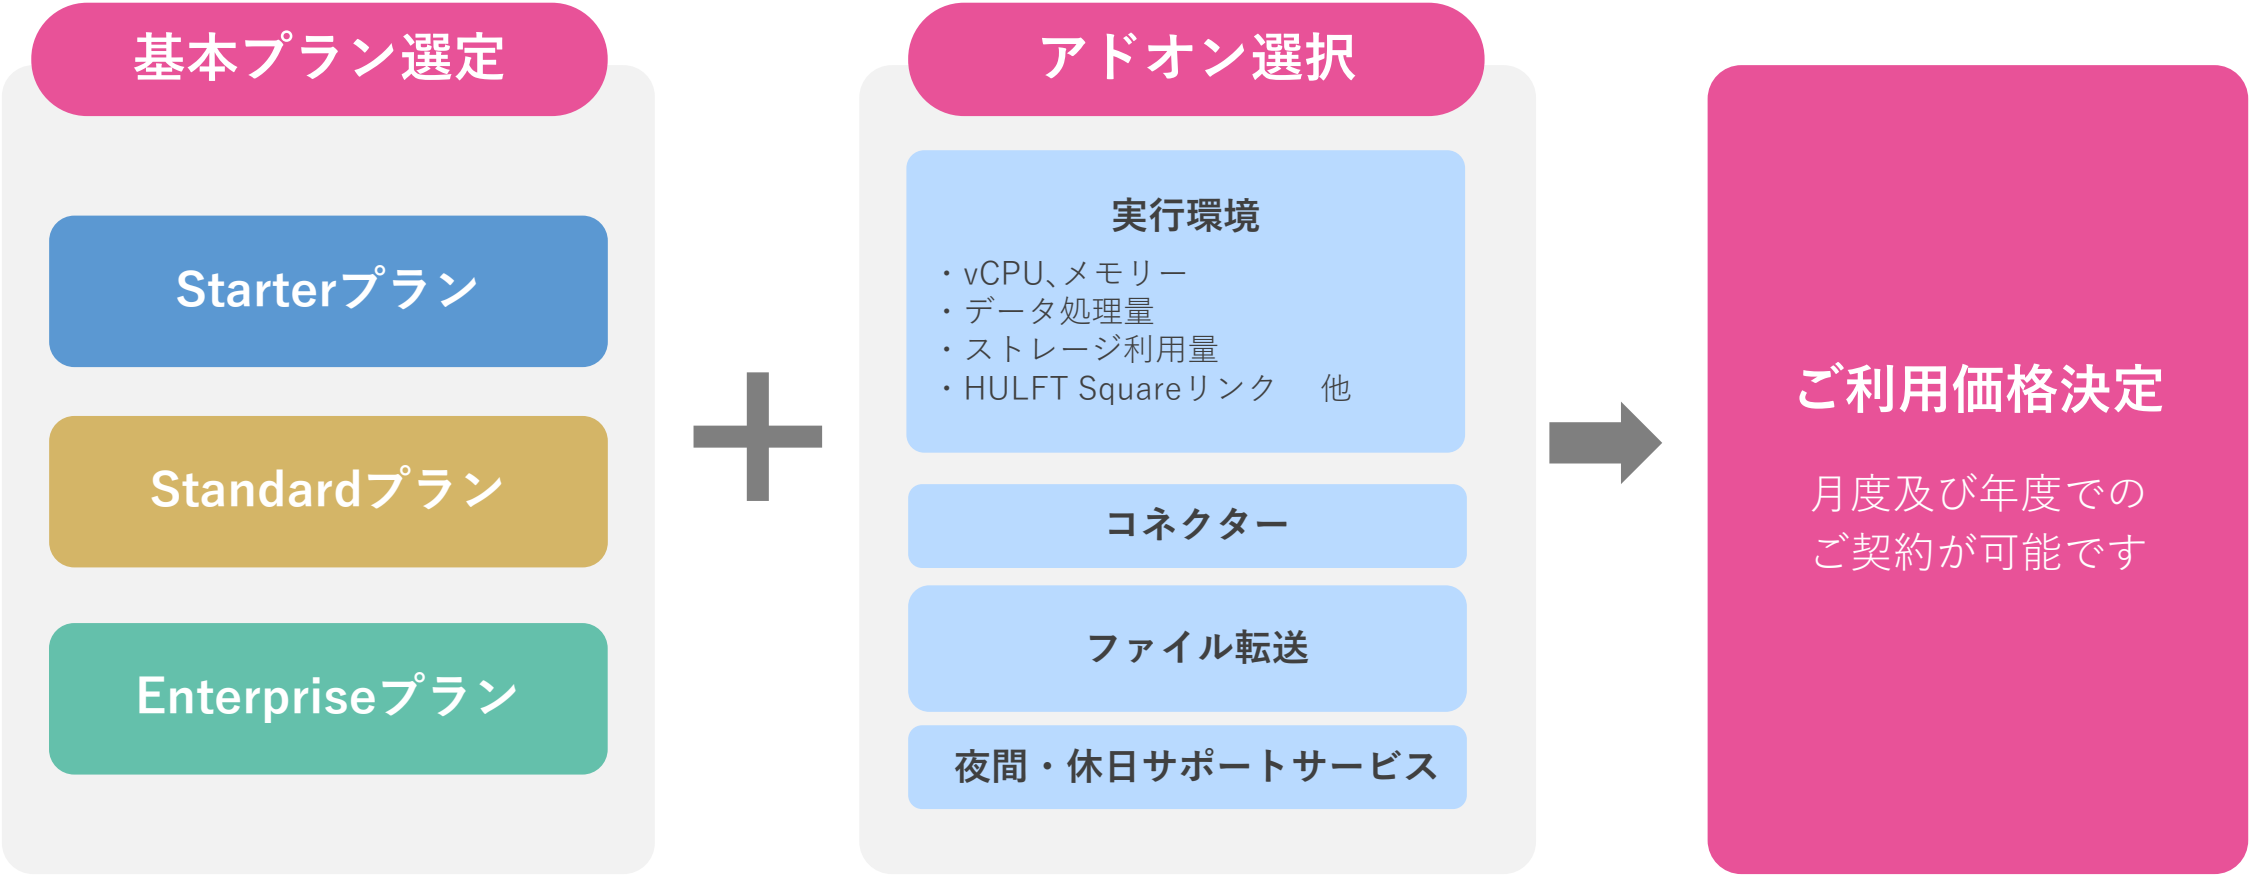 基本プラン選定
Starterプラン
Standardプラン
Enterpriseプラン
アドオン選択
実行環境
・vCPU、メモリー
・データ処理量
・ストレージ利用量
・HULFT Squareリンク　他
コネクター
ファイル転送
夜間・休日サポートサービス
ご利用価格決定
月度及び年度での
ご契約が可能です